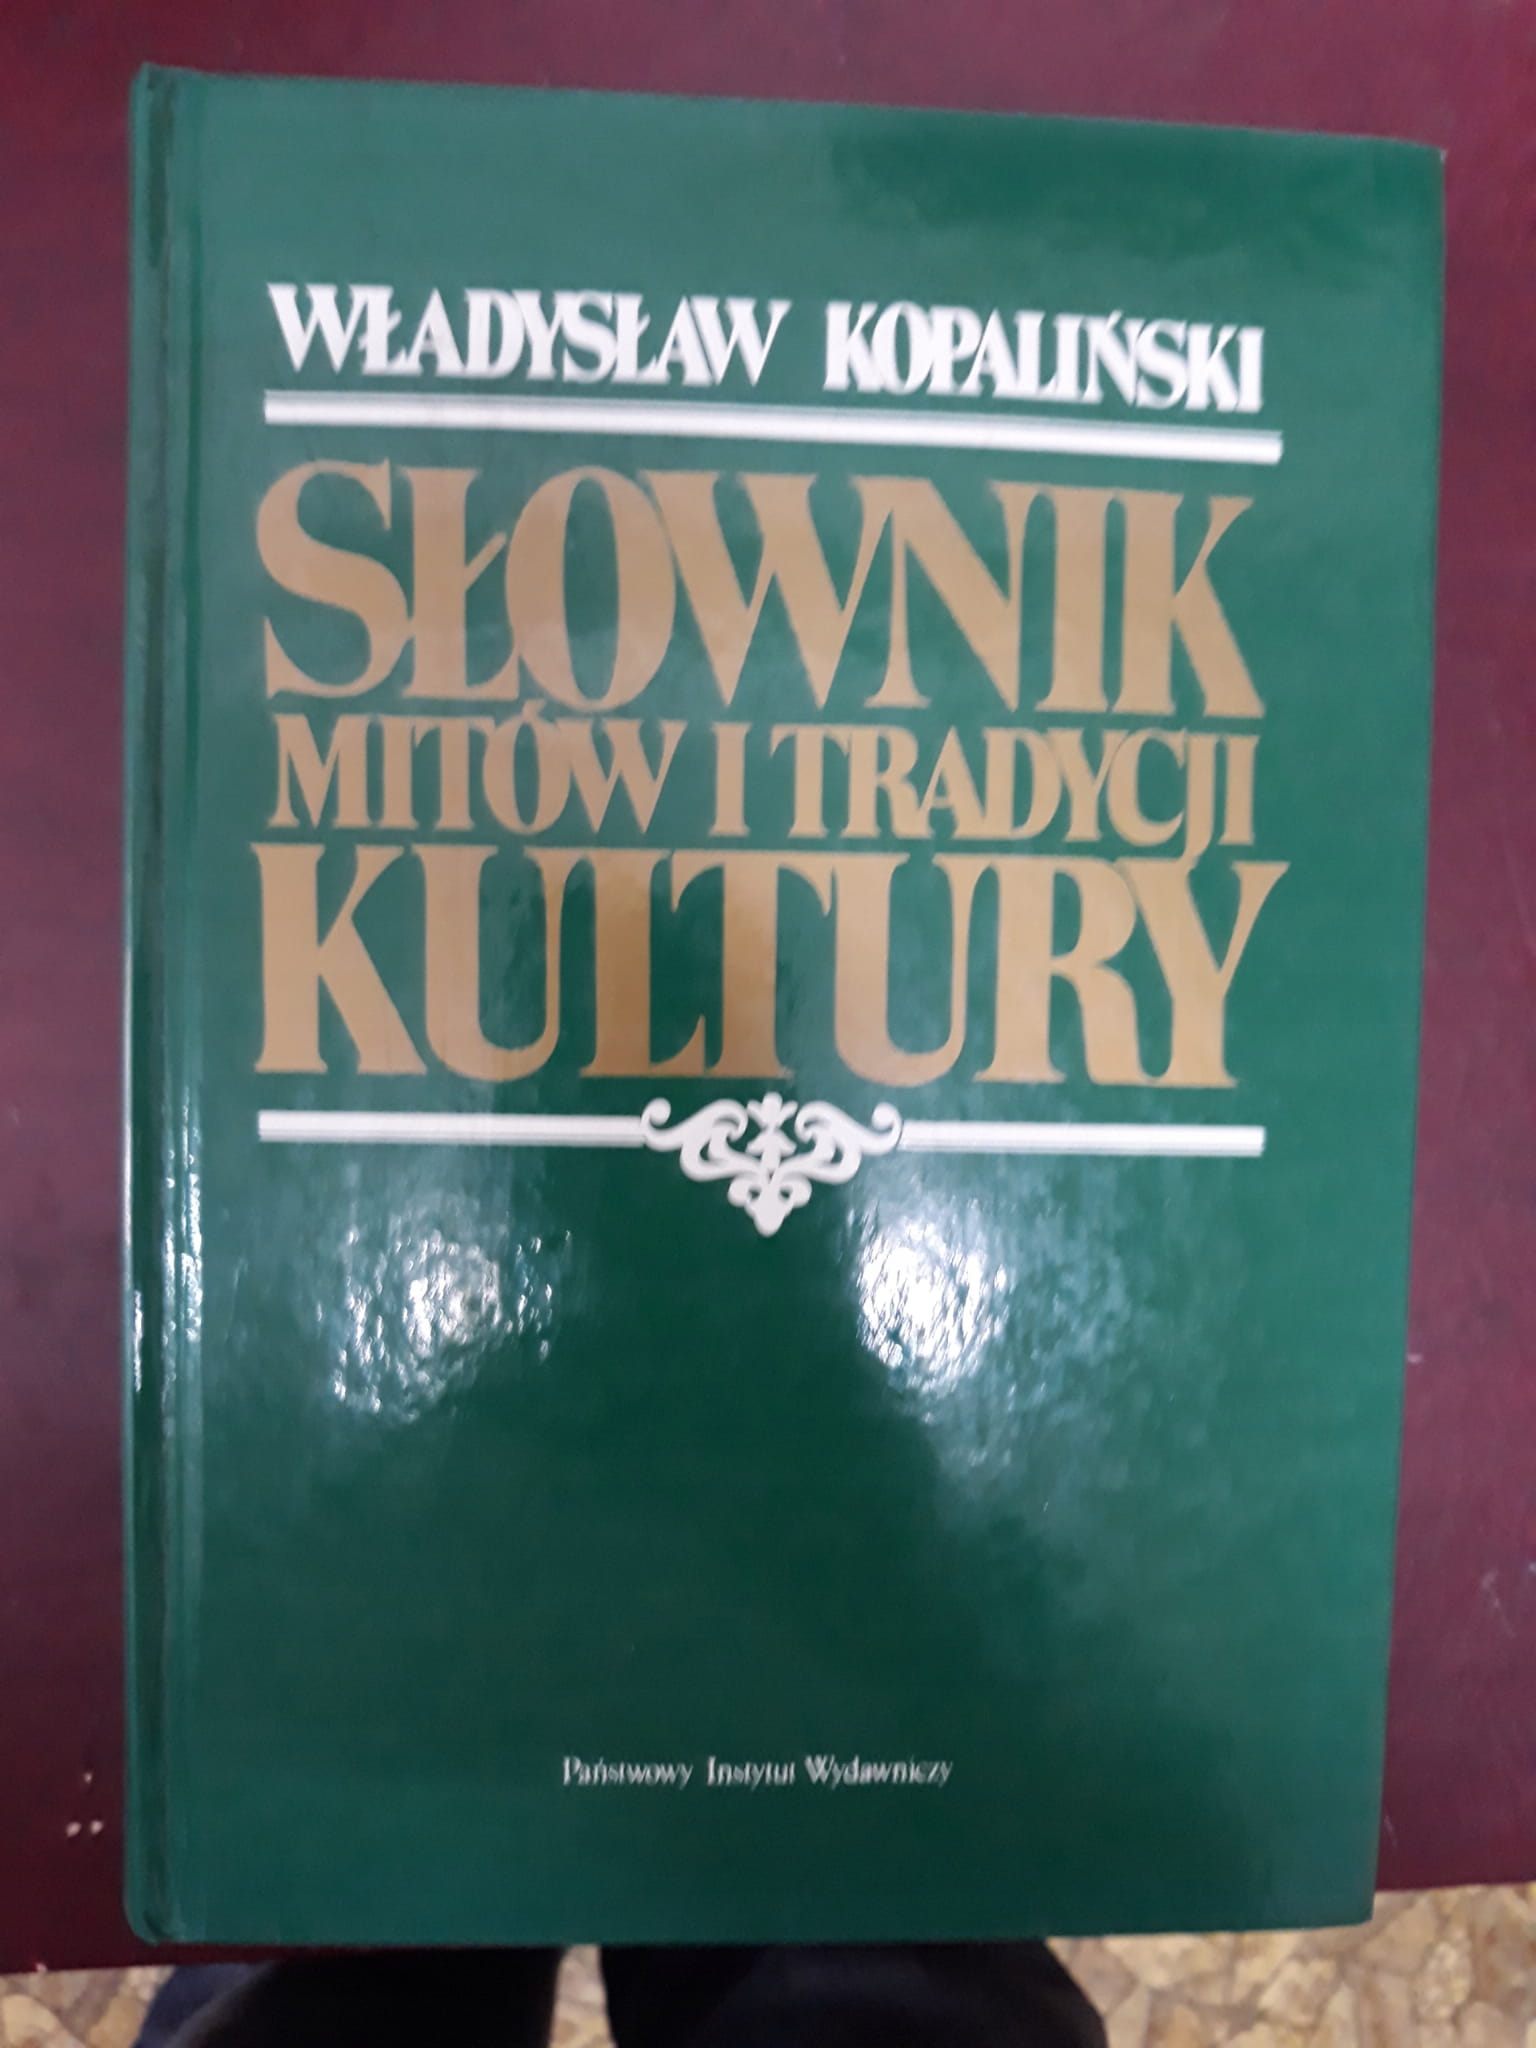 WŁADYSŁAW KOPALIŃSKI
SŁOWNIK
MITÓW I TRADYCJI
KULTURY
Państwowy Instytut Wydawniczy